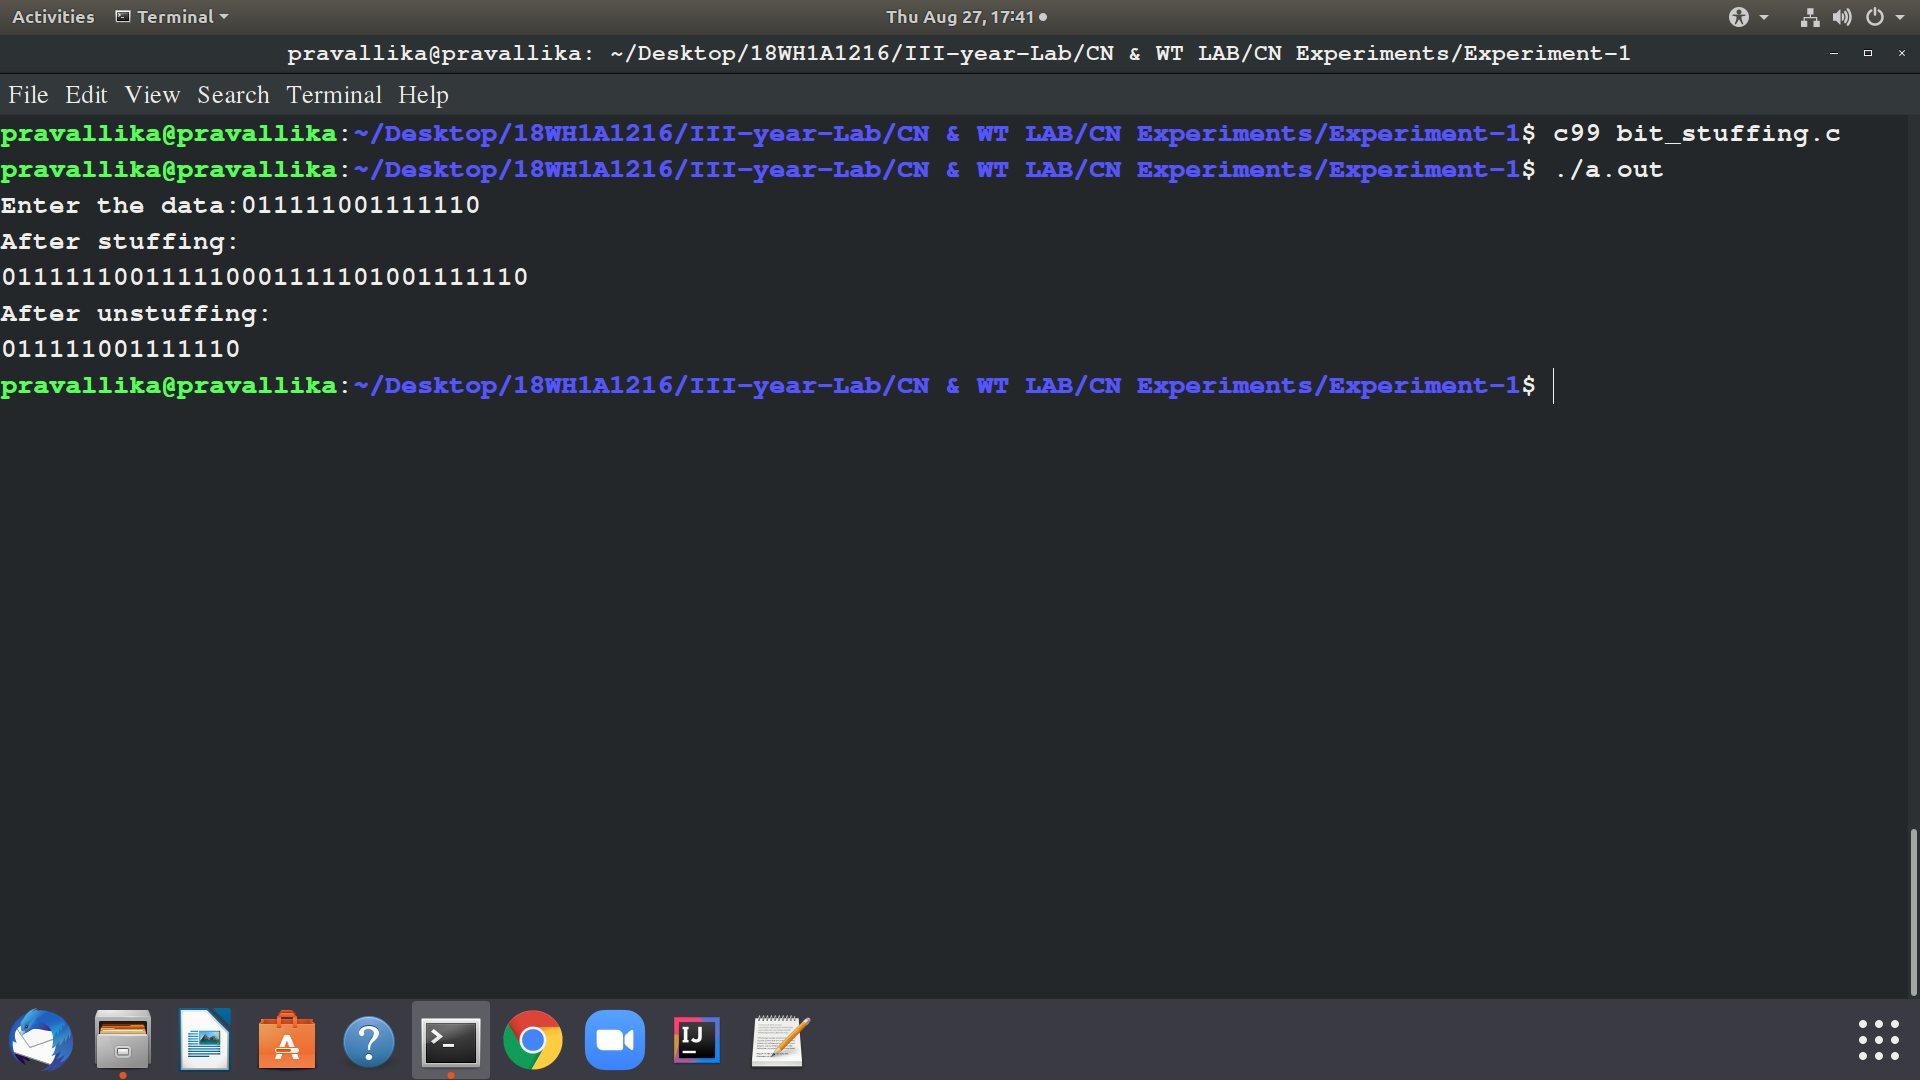 Activities Terminal Thu Aug 27, 17:41
pravallika@pravallika: ~/Desktop/18WH1A1216/III-year-Lab/CN & WT LAB/CN Experiments/Experiment-1
File Edit View Search Terminal Help
pravallika@pravallika:~/Desktop/18WH1A1216/III-year-Lab/CN & WT LAB/CN Experiments/Experiment-1$ c99 bit_stuffing.c
pravallika@pravallika:~/Desktop/18WH1A1216/III-year-Lab/CN & WT LAB/CN Experiments/Experiment-1$ ./a.out
Enter the data:011111001111110
After stuffing:
011111100111110001111101001111110
After unstuffing:
011111001111110
pravallika@pravallika:~/Desktop/18WH1A1216/III-year-Lab/CN & WT LAB/CN Experiments/Experiment-1$
IJ